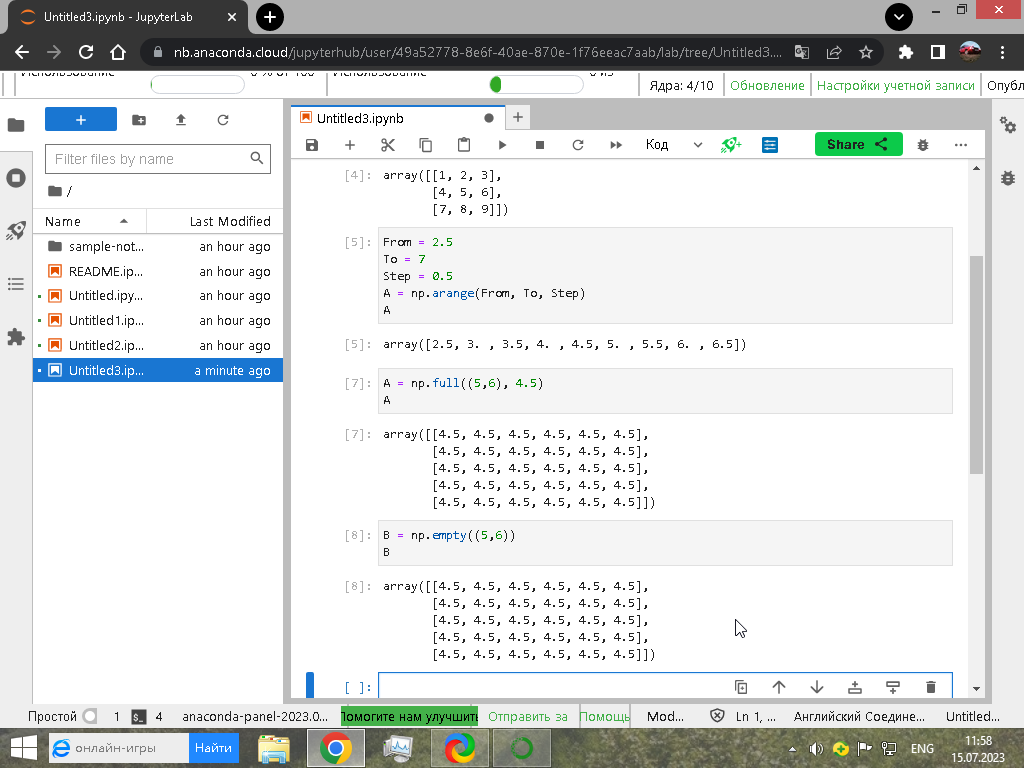 Untitled3.ipynb - JupyterLab
nb.anaconda.cloud/jupyterhub/user/49a52778-8e6f-40ae-870e-1f76eeac7aab/lab/tree/Untitled3....
Использование
0 % от 100
Использование
Ядра: 4/10
Обновление
Настройки учетной записи
Опубл
Filter files by name
/
Name
Last Modified
sample-not... an hour ago
README.ip... an hour ago
Untitled.ipy... an hour ago
Untitled1.ip... an hour ago
Untitled2.ip... an hour ago
Untitled3.ip... a minute ago
Untitled3.ipynb
Код
Share
[4]: array([[1, 2, 3],
[4, 5, 6],
[7, 8, 9]])
[5]: From = 2.5
To = 7
Step = 0.5
A = np.arange(From, To, Step)
A
[5]: array([2.5, 3. , 3.5, 4. , 4.5, 5. , 5.5, 6. , 6.5])
[7]: A = np.full((5,6), 4.5)
A
[7]: array([[4.5, 4.5, 4.5, 4.5, 4.5, 4.5],
[4.5, 4.5, 4.5, 4.5, 4.5, 4.5],
[4.5, 4.5, 4.5, 4.5, 4.5, 4.5],
[4.5, 4.5, 4.5, 4.5, 4.5, 4.5],
[4.5, 4.5, 4.5, 4.5, 4.5, 4.5]])
[8]: B = np.empty((5,6))
B
[8]: array([[4.5, 4.5, 4.5, 4.5, 4.5, 4.5],
[4.5, 4.5, 4.5, 4.5, 4.5, 4.5],
[4.5, 4.5, 4.5, 4.5, 4.5, 4.5],
[4.5, 4.5, 4.5, 4.5, 4.5, 4.5],
[4.5, 4.5, 4.5, 4.5, 4.5, 4.5]])
[ ]:
Простой 1 4 anaconda-panel-2023.0... Помогите нам улучшить Отправить за Помощь Mod... Ln 1, ... Английский Соедине... Untitled...
онлайн-игры
Найти
ENG
11:58
15.07.2023